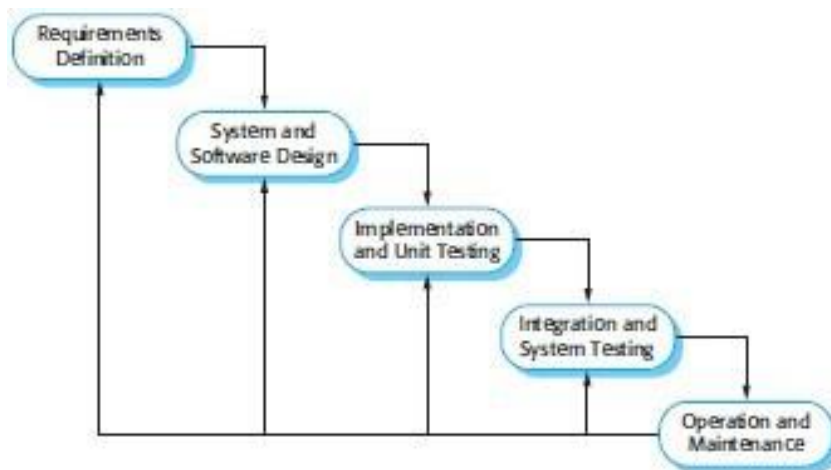 Requirements
Definition
System and
Software Design
Implementation
and Unit Testing
Integration and
System Testing
Operation and
Maintenance